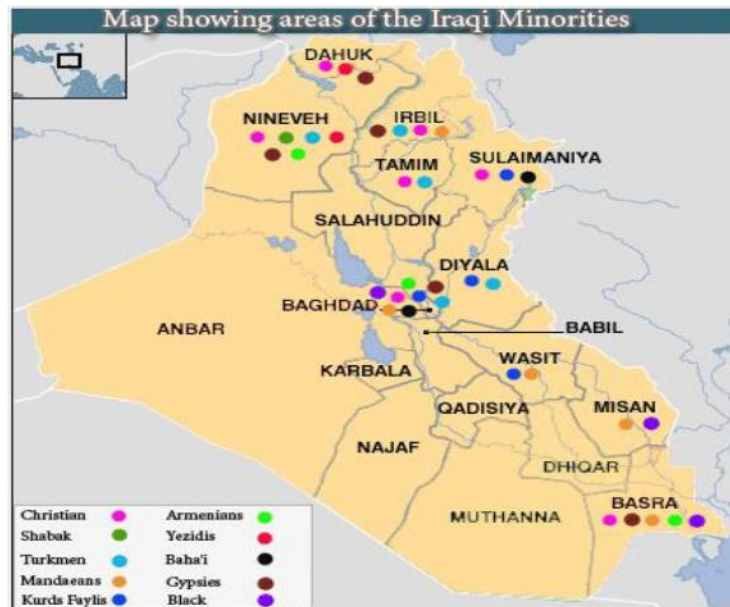 Map showing areas of the Iraqi Minorities
DAHUK
NINEVEH
IRBIL
TAMIM
SULAIMANIYA
SALAHUDDIN
DIYALA
BAGHDAD
ANBAR
BABIL
WASIT
KARBALA
QADISIYA
MISAN
NAJAF
DHIQAR
BASRA
MUTHANNA
Christian
Armenians
Shabak
Yezidis
Turkmen
Baha'i
Mandaeans
Gypsies
Kurds Faylis
Black